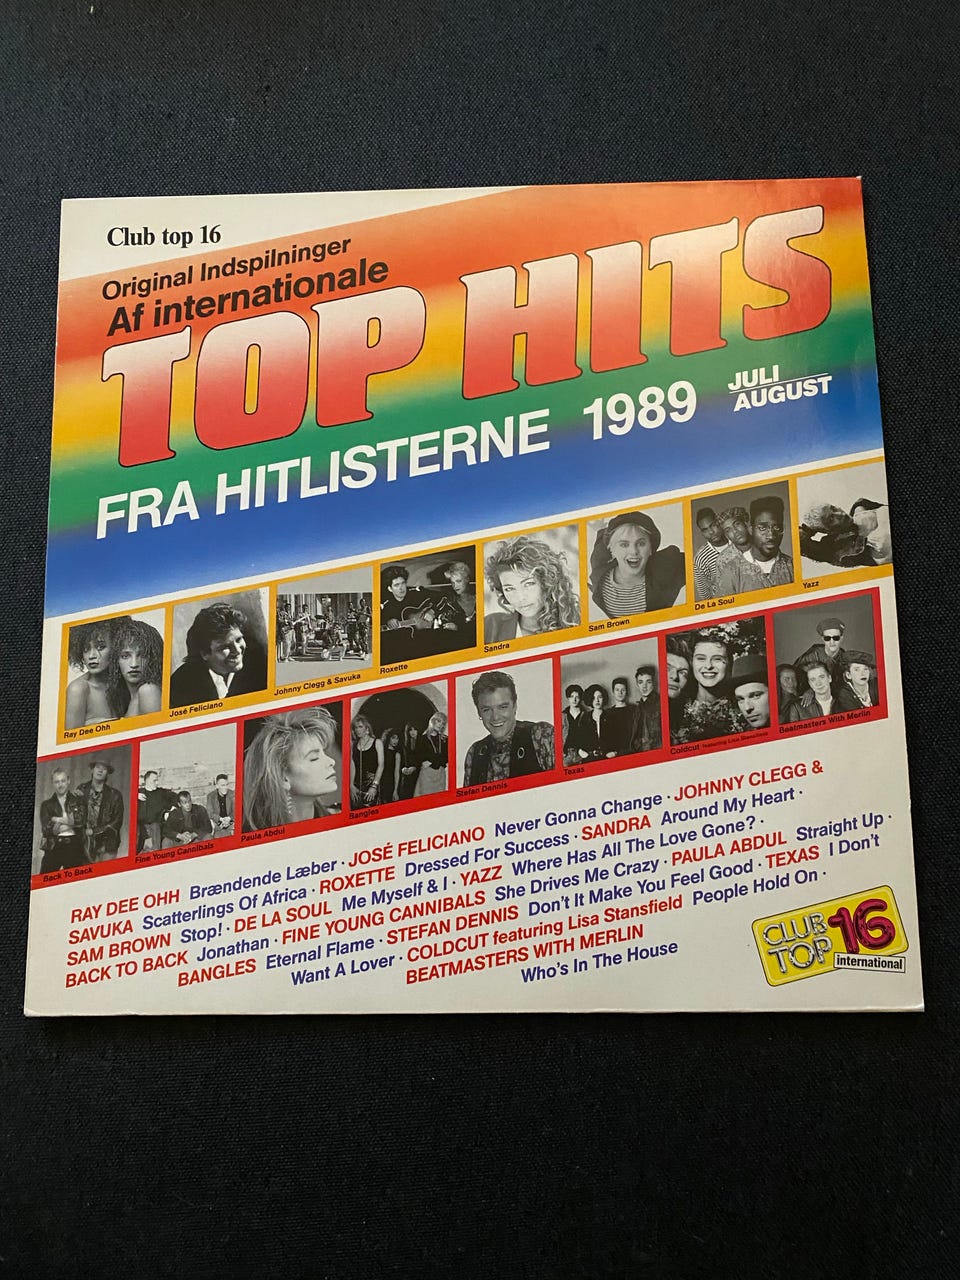 Club top 16
Original Indspilninger
Af internationale
TOP HITS
FRA HITLISTERNE 1989 JULI
AUGUST
Ray Dee Ohh
José Feliciano
Johnny Clegg & Savuka
Roxette
Sandra
Sam Brown
De La Soul
Yazz
Back To Back
Fine Young Cannibals
Paula Abdul
Bangles
Stefan Dennis
Texas
Coldcut featuring Lisa Stansfield
Beatmasters With Merlin
RAY DEE OHH Brændende Læber · JOSÉ FELICIANO Never Gonna Change · JOHNNY CLEGG &
SAVUKA Scatterlings Of Africa · ROXETTE Dressed For Success · SANDRA Around My Heart ·
SAM BROWN Stop! · DE LA SOUL Me Myself & I · YAZZ Where Has All The Love Gone? ·
BACK TO BACK Jonathan · FINE YOUNG CANNIBALS She Drives Me Crazy · PAULA ABDUL Straight Up ·
BANGLES Eternal Flame · STEFAN DENNIS Don't It Make You Feel Good · TEXAS I Don't
Want A Lover · COLDCUT featuring Lisa Stansfield People Hold On ·
BEATMASTERS WITH MERLIN Who's In The House
CLUB
TOP 16
international